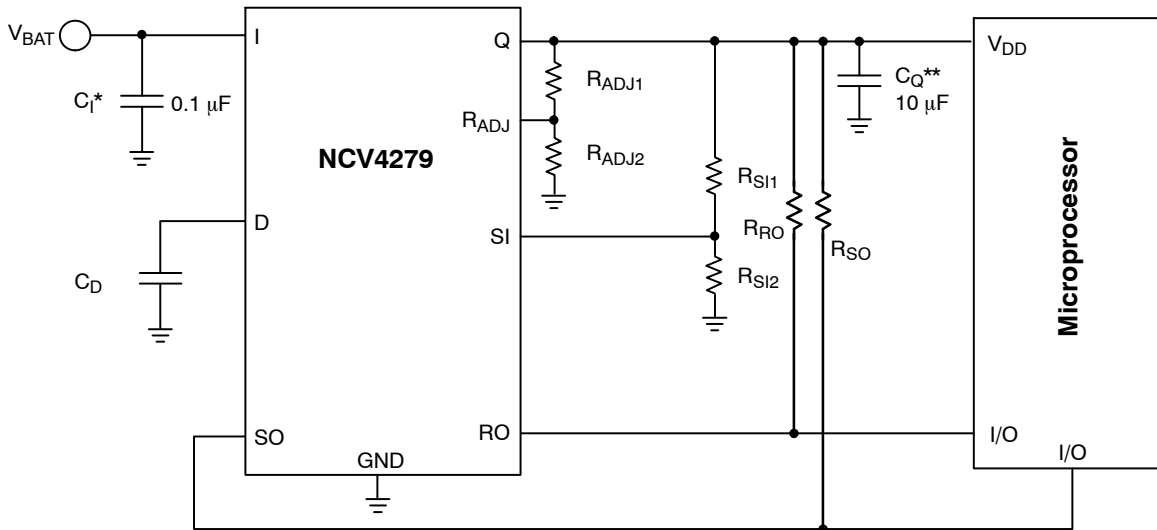 V_BAT
I
C_I*
0.1 μF
D
C_D
SO
NCV4279
GND
Q
R_ADJ
SI
RO
R_ADJ1
R_ADJ2
R_SI1
R_SI2
R_RO
R_SO
C_Q**
10 μF
V_DD
Microprocessor
I/O
I/O